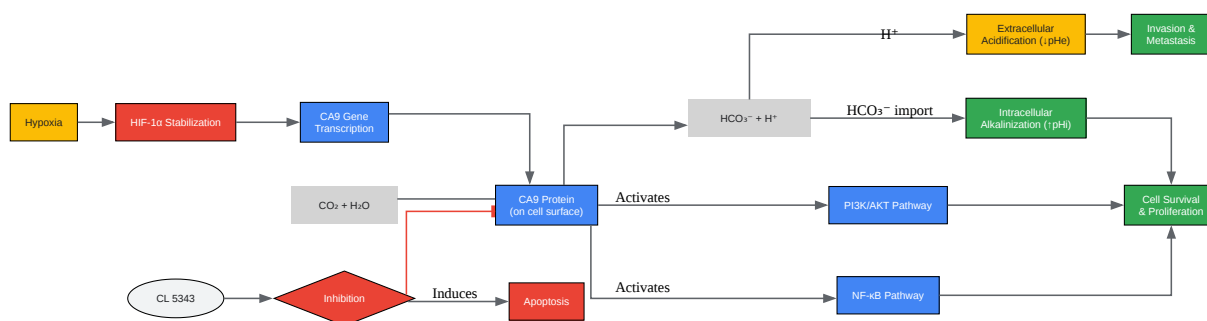 H⁺
Extracellular
Acidification (↓pHe)
Invasion &
Metastasis
Hypoxia
HIF-1α Stabilization
CA9 Gene
Transcription
HCO₃⁻ + H⁺
HCO₃⁻ import
Intracellular
Alkalinization (↑pHi)
CO₂ + H₂O
CA9 Protein
(on cell surface)
Activates
PI3K/AKT Pathway
Cell Survival
& Proliferation
CL 5343
Inhibition
Induces
Apoptosis
Activates
NF-κB Pathway